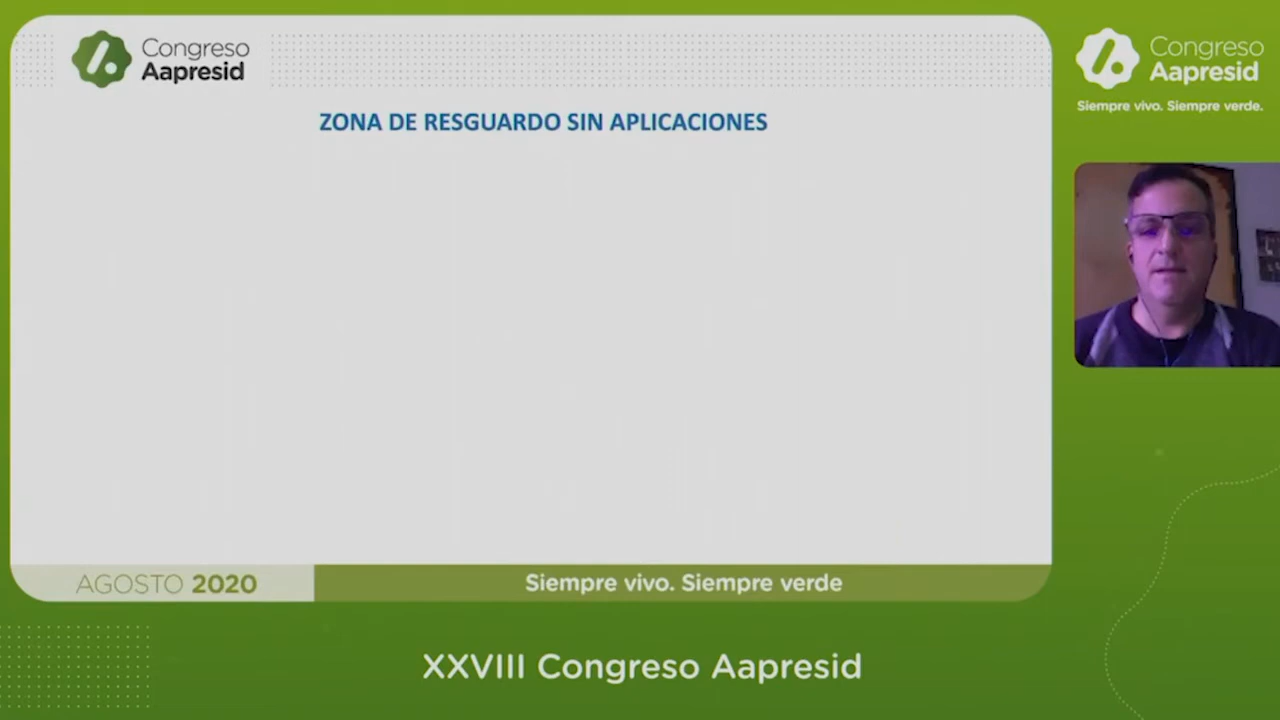 Congreso
Aapresid
ZONA DE RESGUARDO SIN APLICACIONES
AGOSTO 2020
Siempre vivo. Siempre verde
XXVIII Congreso Aapresid
Congreso
Aapresid
Siempre vivo. Siempre verde.